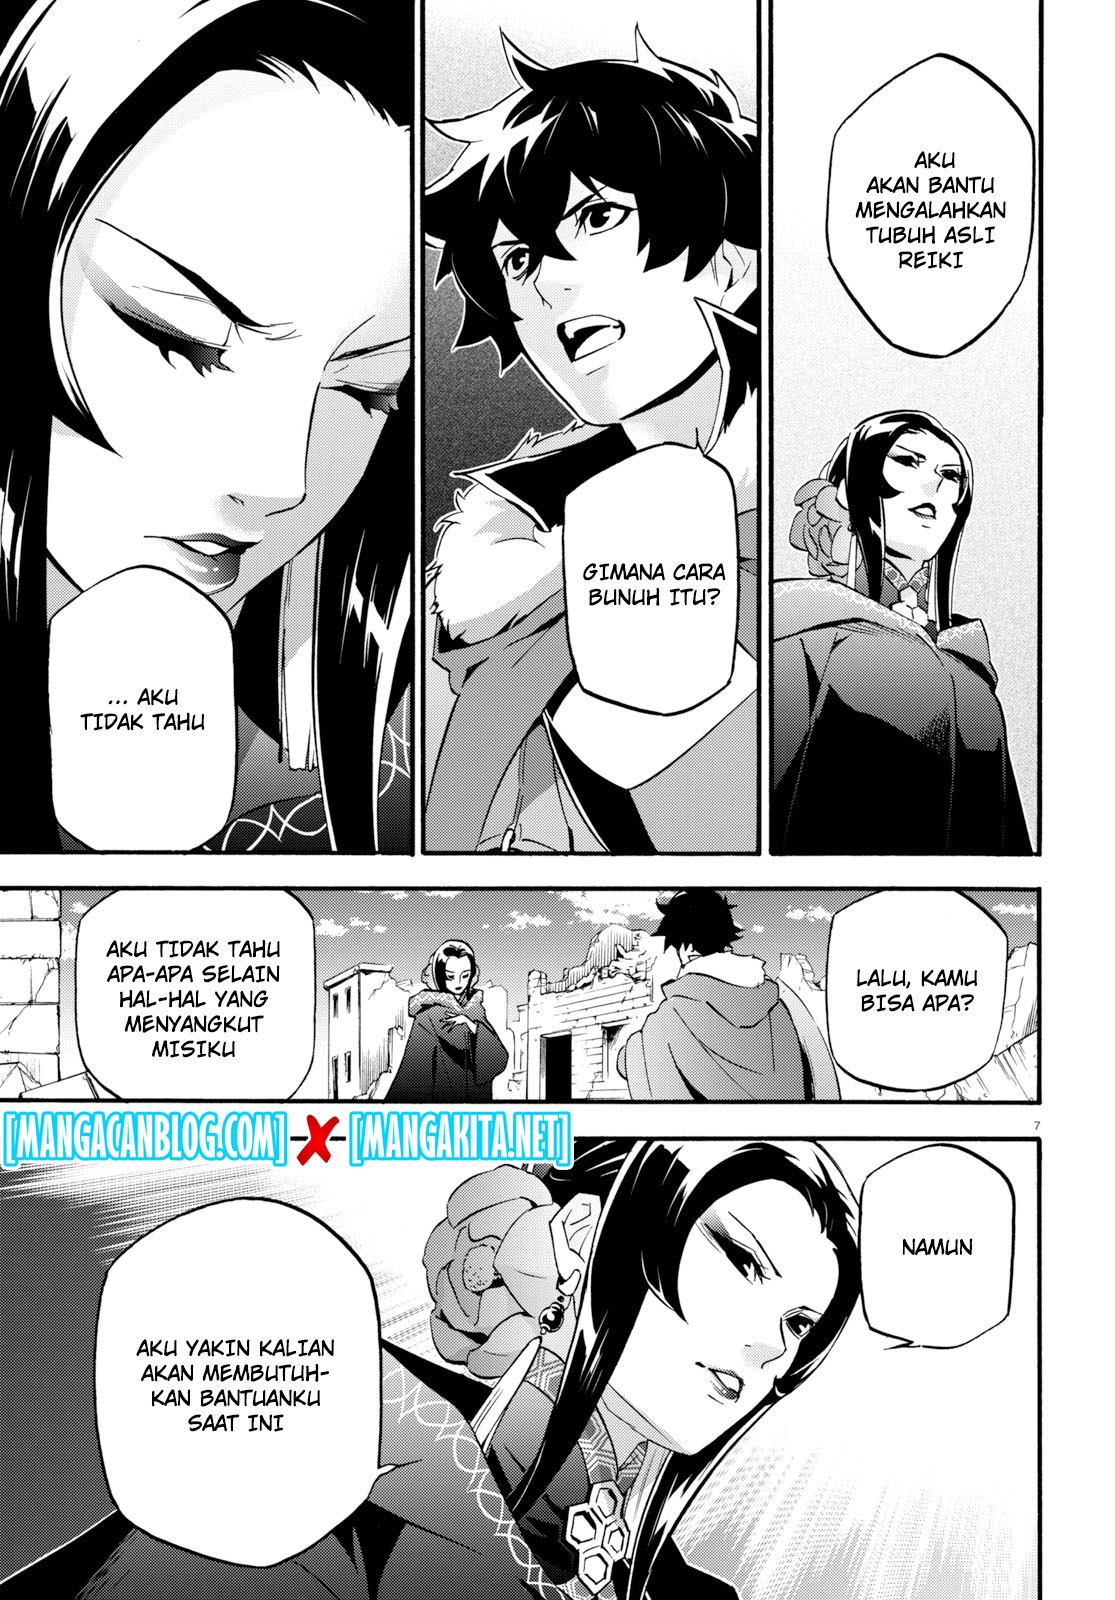 AKU
AKAN BANTU
MENGALAHKAN
TUBUH ASLI
REIKI
GIMANA CARA
BUNUH ITU?
... AKU
TIDAK TAHU
LALU, KAMU
BISA APA?
AKU TIDAK TAHU
APA-APA SELAIN
HAL-HAL YANG
MENYANGKUT
MISIKU
7
[MANGACANBLOG.COM] X [MANGAKITA.NET]
NAMUN
AKU YAKIN KALIAN
AKAN MEMBUTUH-
KAN BANTUANKU
SAAT INI